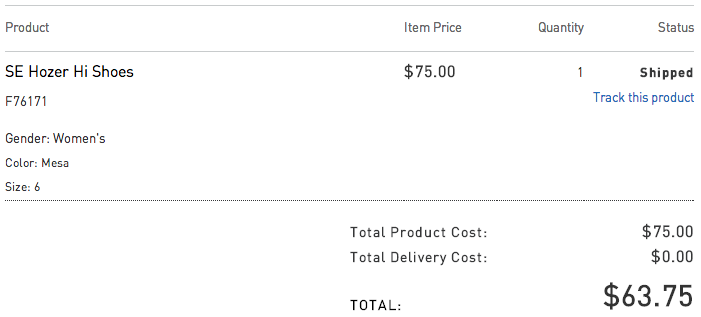 Product Item Price Quantity Status
SE Hozer Hi Shoes $75.00 1 Shipped
F76171 Track this product
Gender: Women's
Color: Mesa
Size: 6
Total Product Cost: $75.00
Total Delivery Cost: $0.00
TOTAL: $63.75